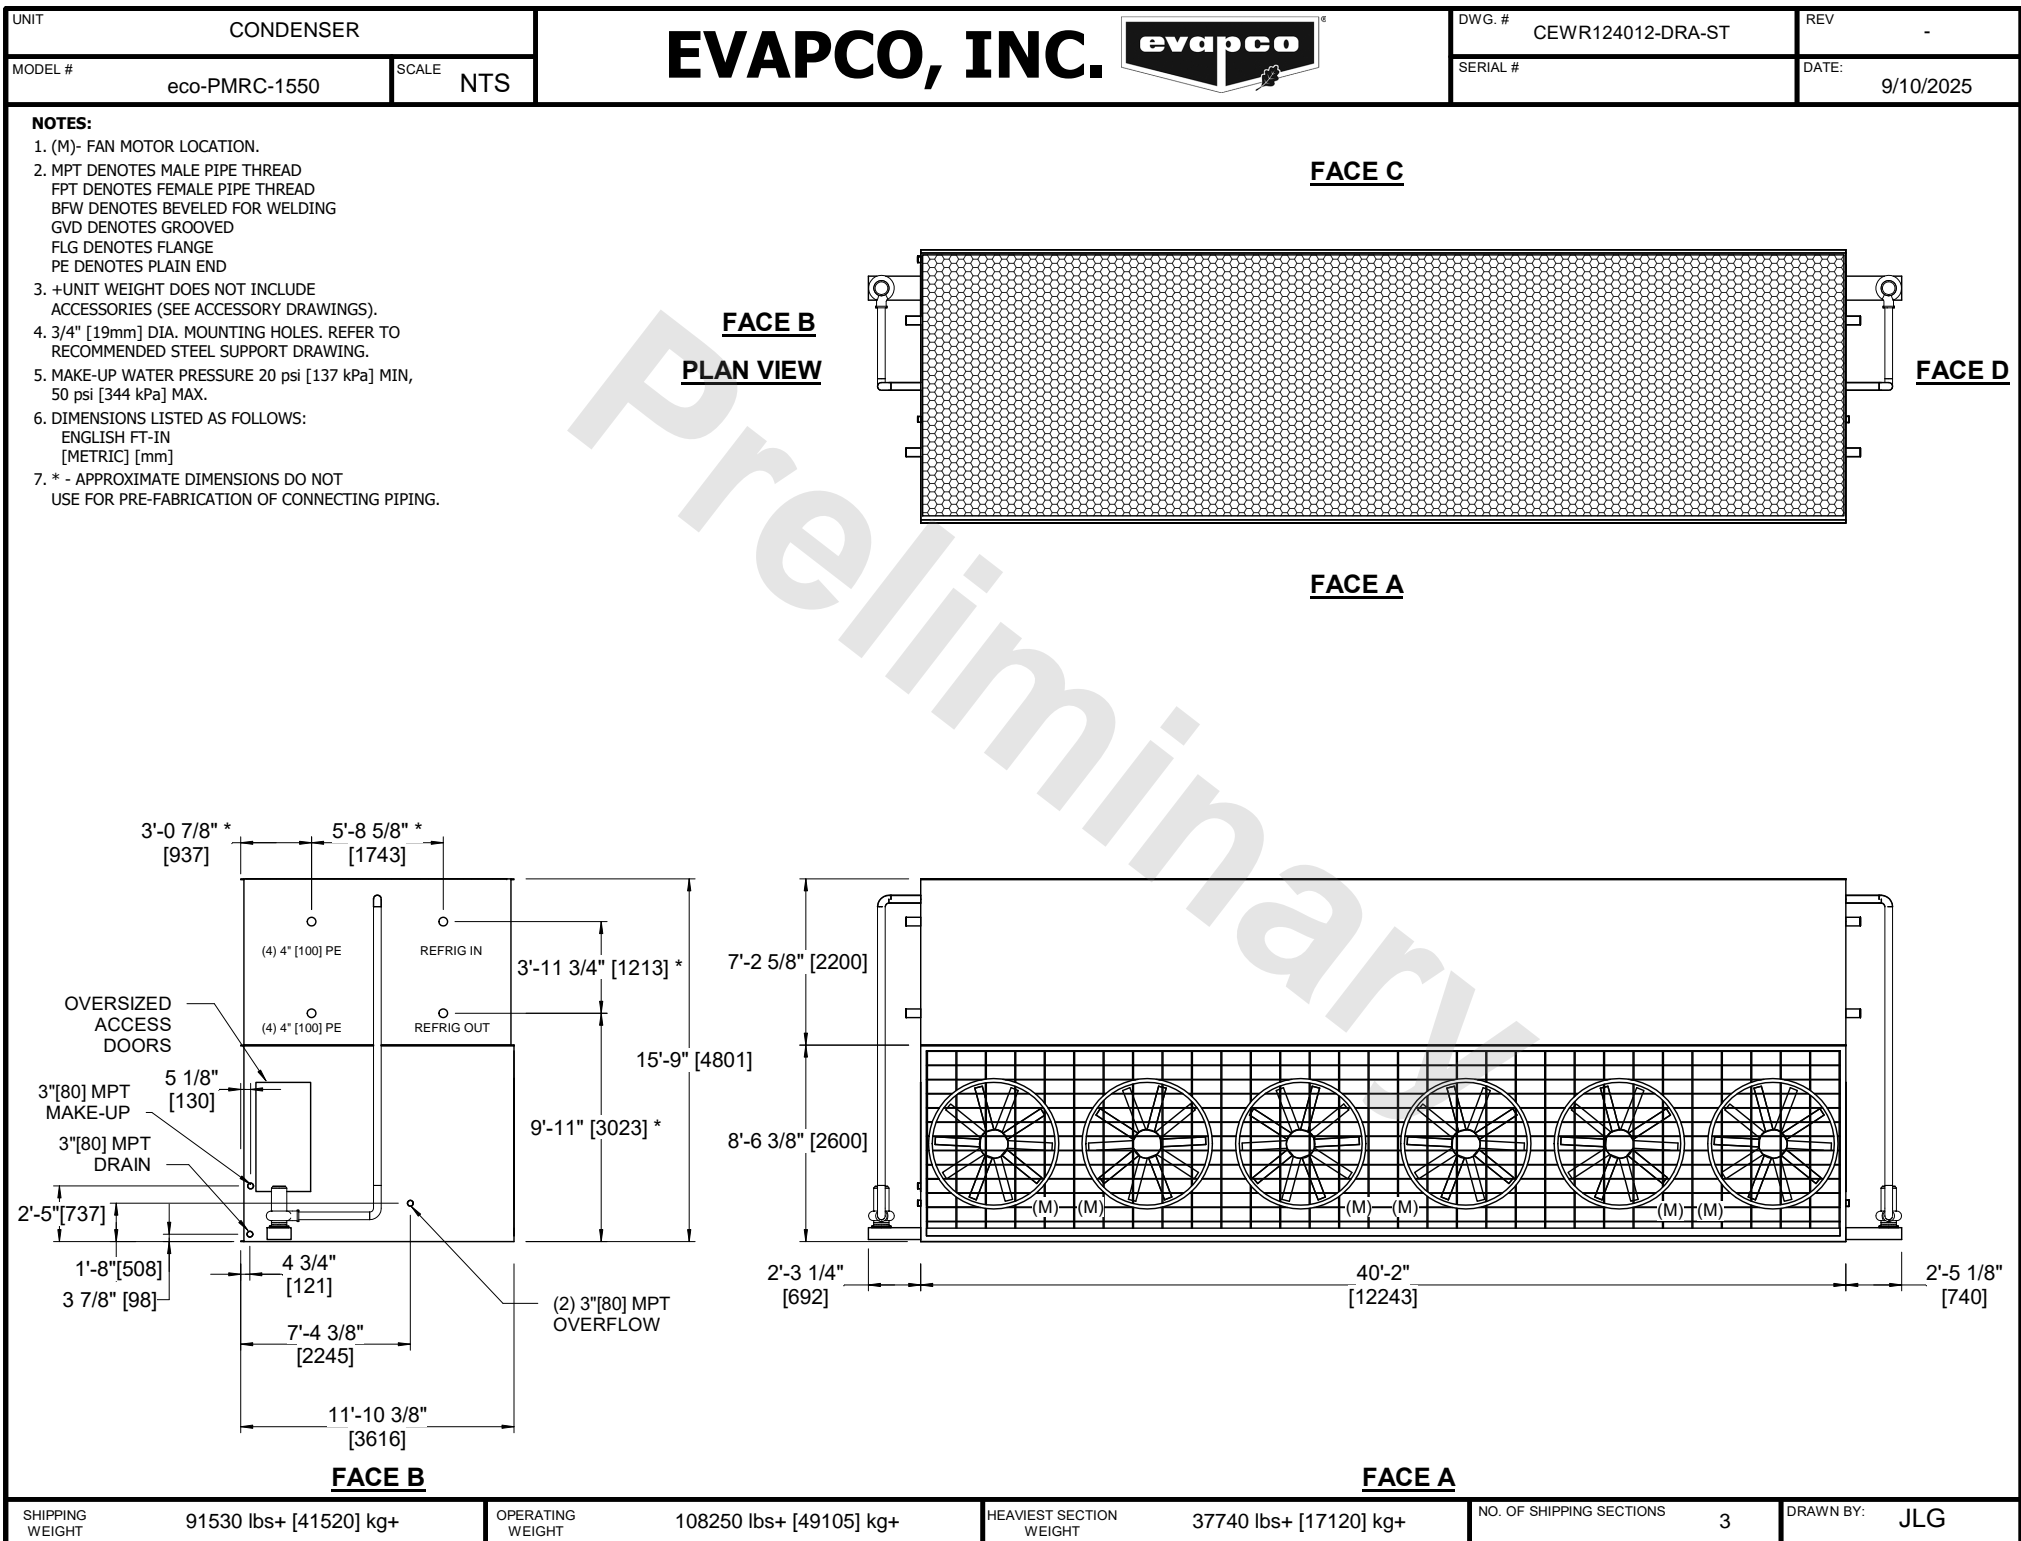 UNIT
CONDENSER
MODEL #
eco-PMRC-1550
SCALE
NTS
EVAPCO, INC.
evapco
®
DWG. #
CEWR124012-DRA-ST
REV
-
SERIAL #
DATE:
9/10/2025
NOTES:
1. (M)- FAN MOTOR LOCATION.
2. MPT DENOTES MALE PIPE THREAD
FPT DENOTES FEMALE PIPE THREAD
BFW DENOTES BEVELED FOR WELDING
GVD DENOTES GROOVED
FLG DENOTES FLANGE
PE DENOTES PLAIN END
3. +UNIT WEIGHT DOES NOT INCLUDE
ACCESSORIES (SEE ACCESSORY DRAWINGS).
4. 3/4" [19mm] DIA. MOUNTING HOLES. REFER TO
RECOMMENDED STEEL SUPPORT DRAWING.
5. MAKE-UP WATER PRESSURE 20 psi [137 kPa] MIN,
50 psi [344 kPa] MAX.
6. DIMENSIONS LISTED AS FOLLOWS:
ENGLISH FT-IN
[METRIC] [mm]
7. * - APPROXIMATE DIMENSIONS DO NOT
USE FOR PRE-FABRICATION OF CONNECTING PIPING.
FACE C
FACE B
PLAN VIEW
FACE D
FACE A
Preliminary
3'-0 7/8" *
[937]
5'-8 5/8" *
[1743]
(4) 4" [100] PE
REFRIG IN
3'-11 3/4" [1213] *
(4) 4" [100] PE
REFRIG OUT
OVERSIZED
ACCESS
DOORS
15'-9" [4801]
5 1/8"
[130]
3"[80] MPT
MAKE-UP
3"[80] MPT
DRAIN
9'-11" [3023] *
2'-5"[737]
1'-8"[508]
3 7/8" [98]
4 3/4"
[121]
(2) 3"[80] MPT
OVERFLOW
7'-4 3/8"
[2245]
11'-10 3/8"
[3616]
FACE B
7'-2 5/8" [2200]
8'-6 3/8" [2600]
(M) (M) (M) (M) (M) (M)
2'-3 1/4"
[692]
40'-2"
[12243]
2'-5 1/8"
[740]
FACE A
SHIPPING
WEIGHT
91530 lbs+ [41520] kg+
OPERATING
WEIGHT
108250 lbs+ [49105] kg+
HEAVIEST SECTION
WEIGHT
37740 lbs+ [17120] kg+
NO. OF SHIPPING SECTIONS
3
DRAWN BY:
JLG